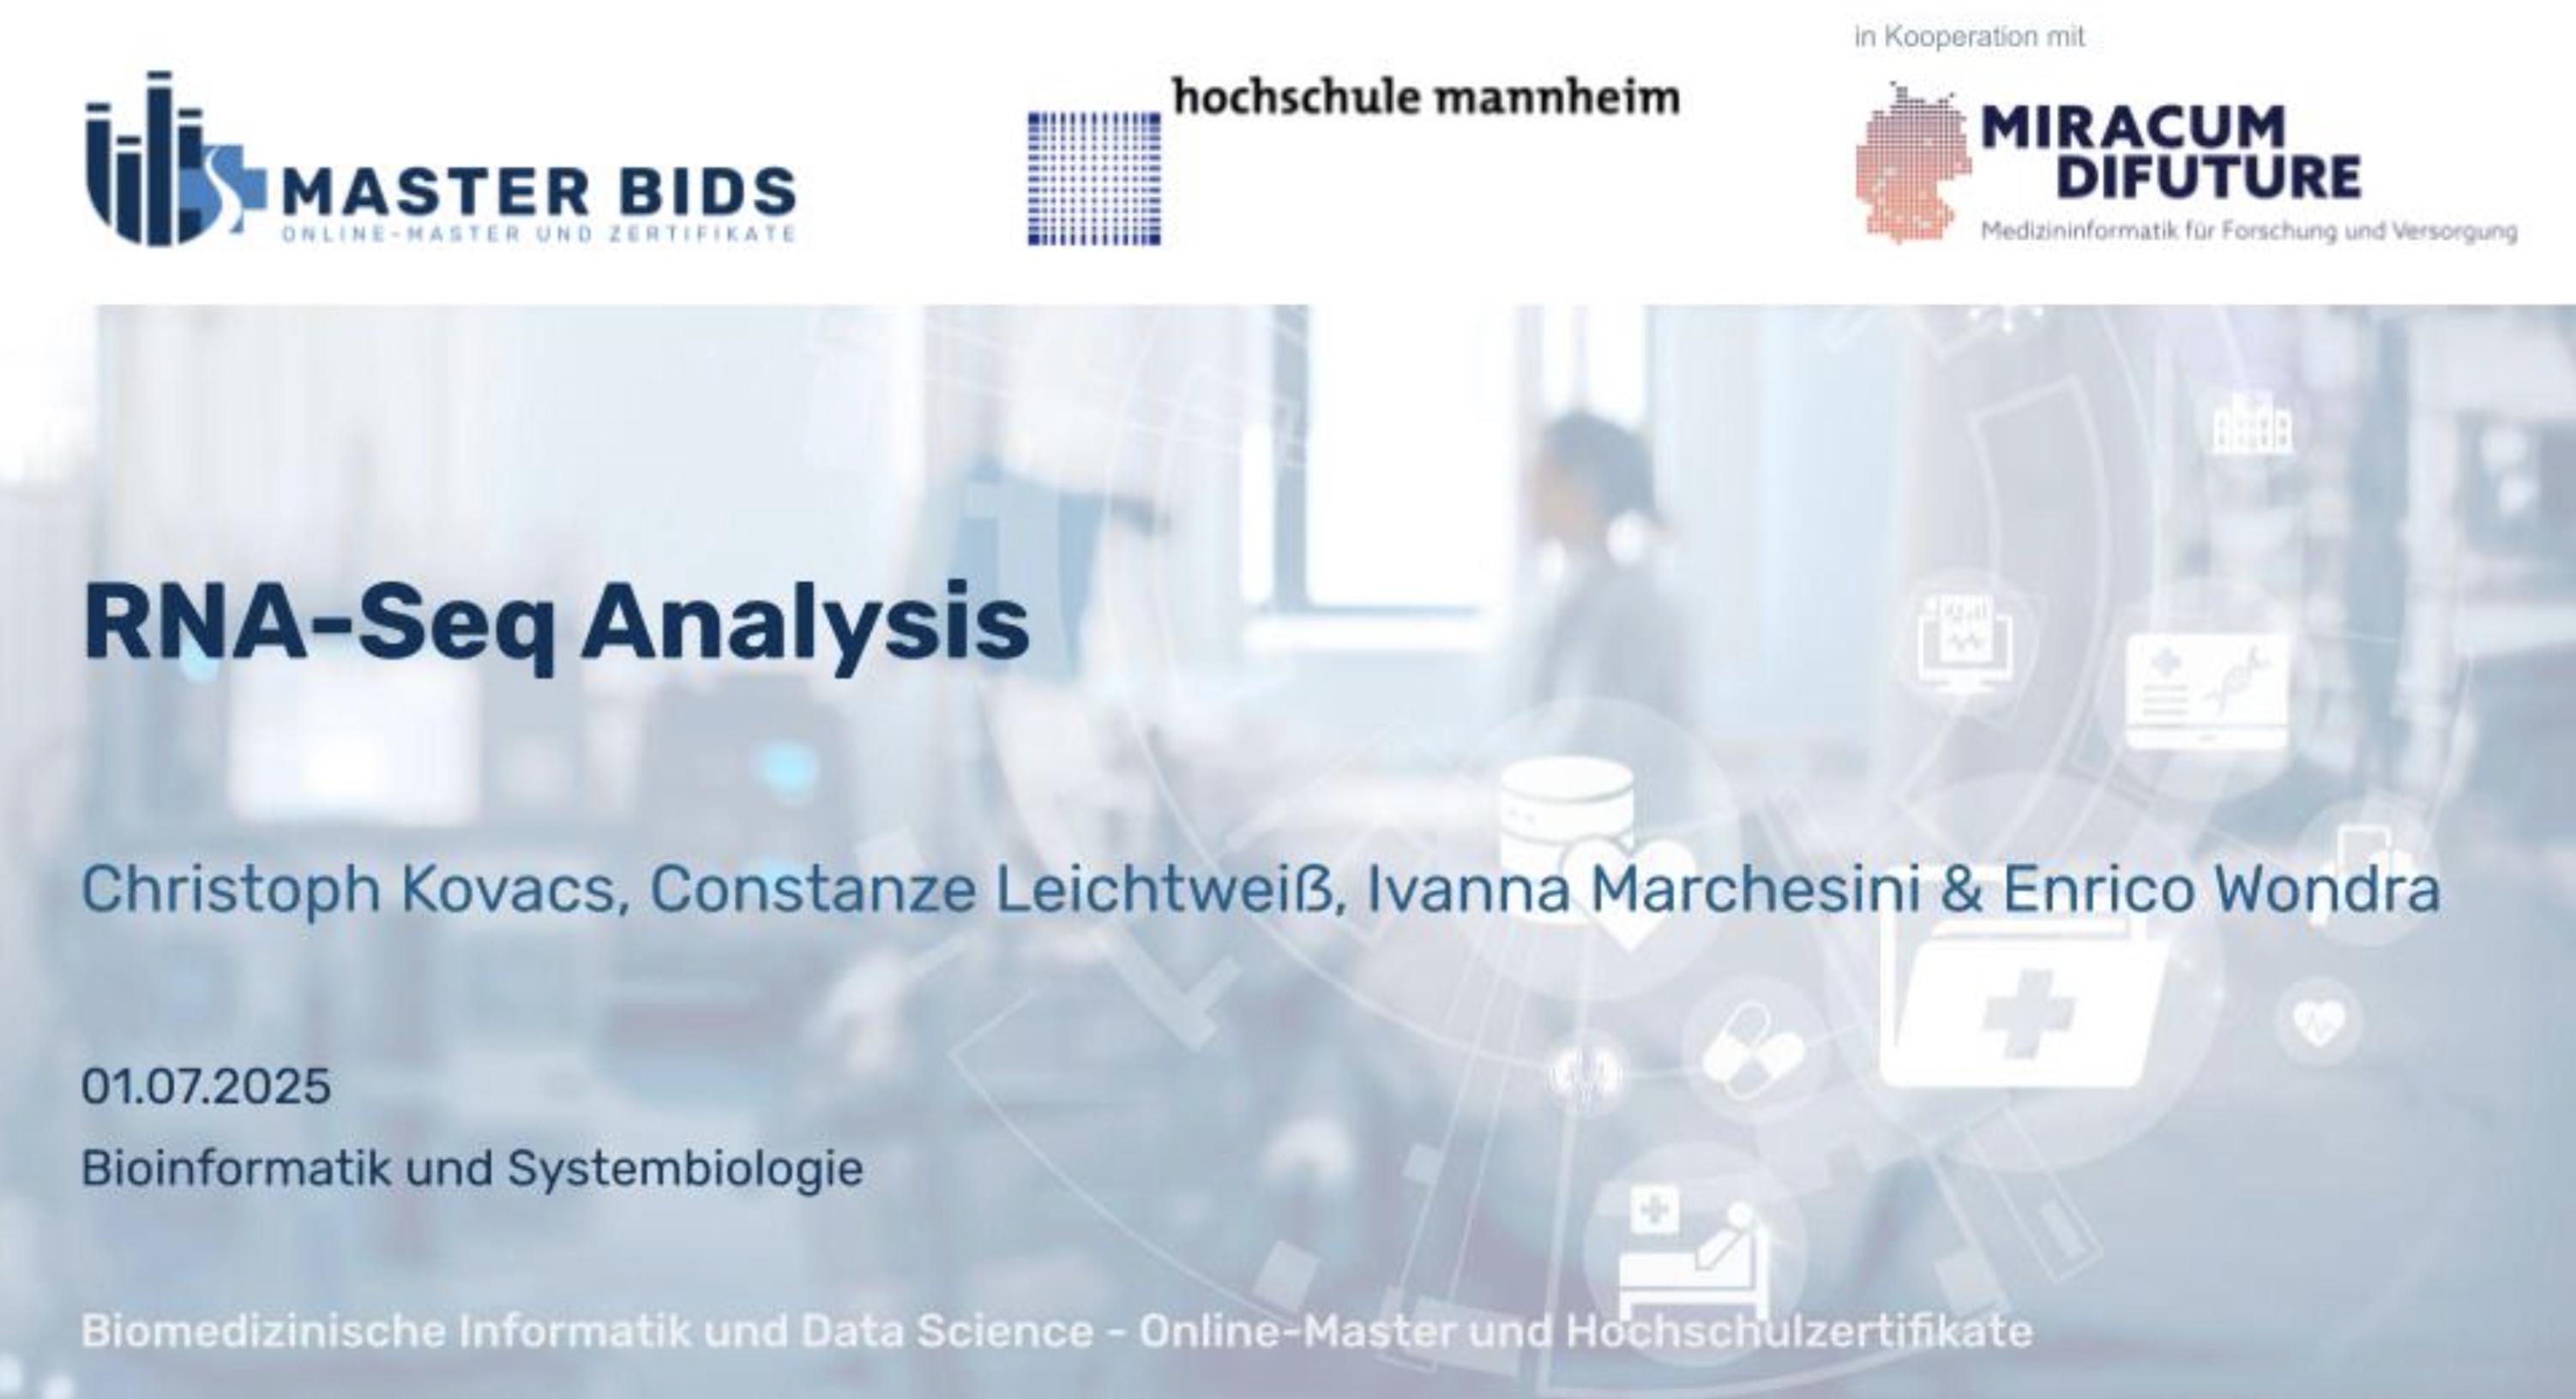 in Kooperation mit
MASTER BIDS
ONLINE-MASTER UND ZERTIFIKATE
hochschule mannheim
MIRACUM
DIFUTURE
Medizininformatik für Forschung und Versorgung
RNA-Seq Analysis
Christoph Kovacs, Constanze Leichtweiß, Ivanna Marchesini & Enrico Wondra
01.07.2025
Bioinformatik und Systembiologie
Biomedizinische Informatik und Data Science - Online-Master und Hochschulzertifikate